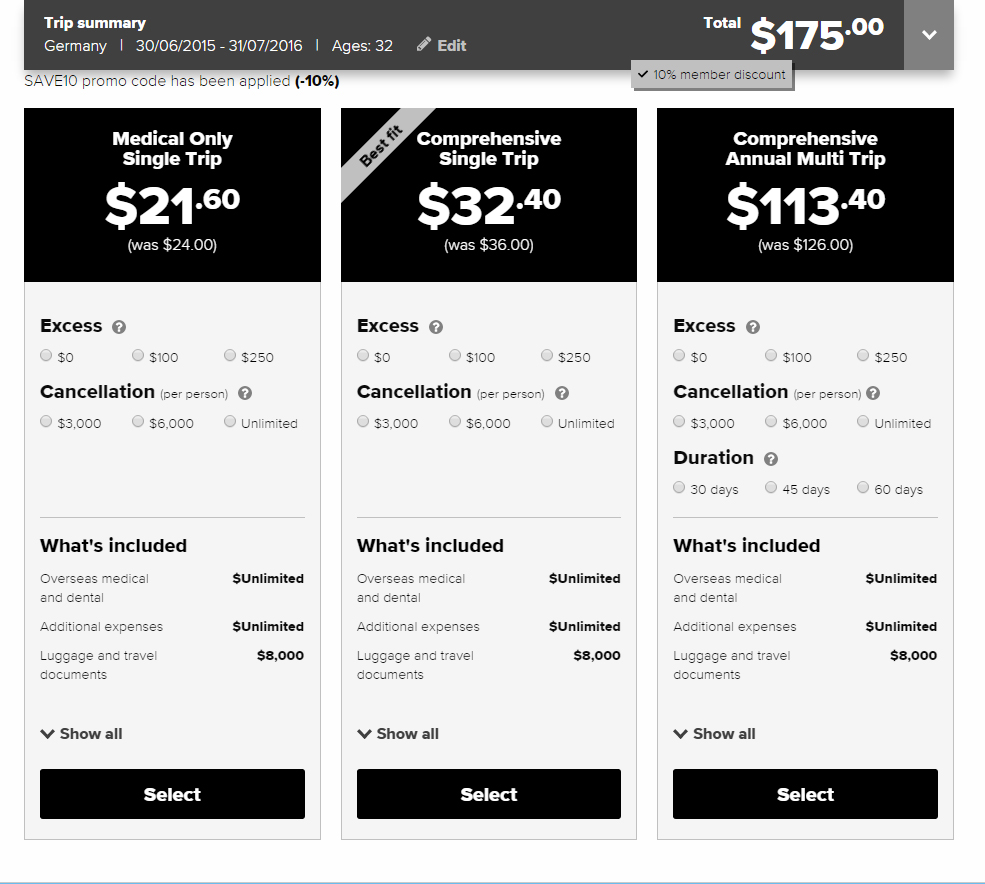 Trip summary
Total $175.00
Germany | 30/06/2015 - 31/07/2016 | Ages: 32 Edit
SAVE10 promo code has been applied (-10%)
10% member discount
Medical Only
Single Trip
$21.60
(was $24.00)
Excess ?
$0 $100 $250
Cancellation (per person) ?
$3,000 $6,000 Unlimited
What's included
Overseas medical $Unlimited
and dental
Additional expenses $Unlimited
Luggage and travel $8,000
documents
Show all
Select
Best fit
Comprehensive
Single Trip
$32.40
(was $36.00)
Excess ?
$0 $100 $250
Cancellation (per person) ?
$3,000 $6,000 Unlimited
What's included
Overseas medical $Unlimited
and dental
Additional expenses $Unlimited
Luggage and travel $8,000
documents
Show all
Select
Comprehensive
Annual Multi Trip
$113.40
(was $126.00)
Excess ?
$0 $100 $250
Cancellation (per person) ?
$3,000 $6,000 Unlimited
Duration ?
30 days 45 days 60 days
What's included
Overseas medical $Unlimited
and dental
Additional expenses $Unlimited
Luggage and travel $8,000
documents
Show all
Select